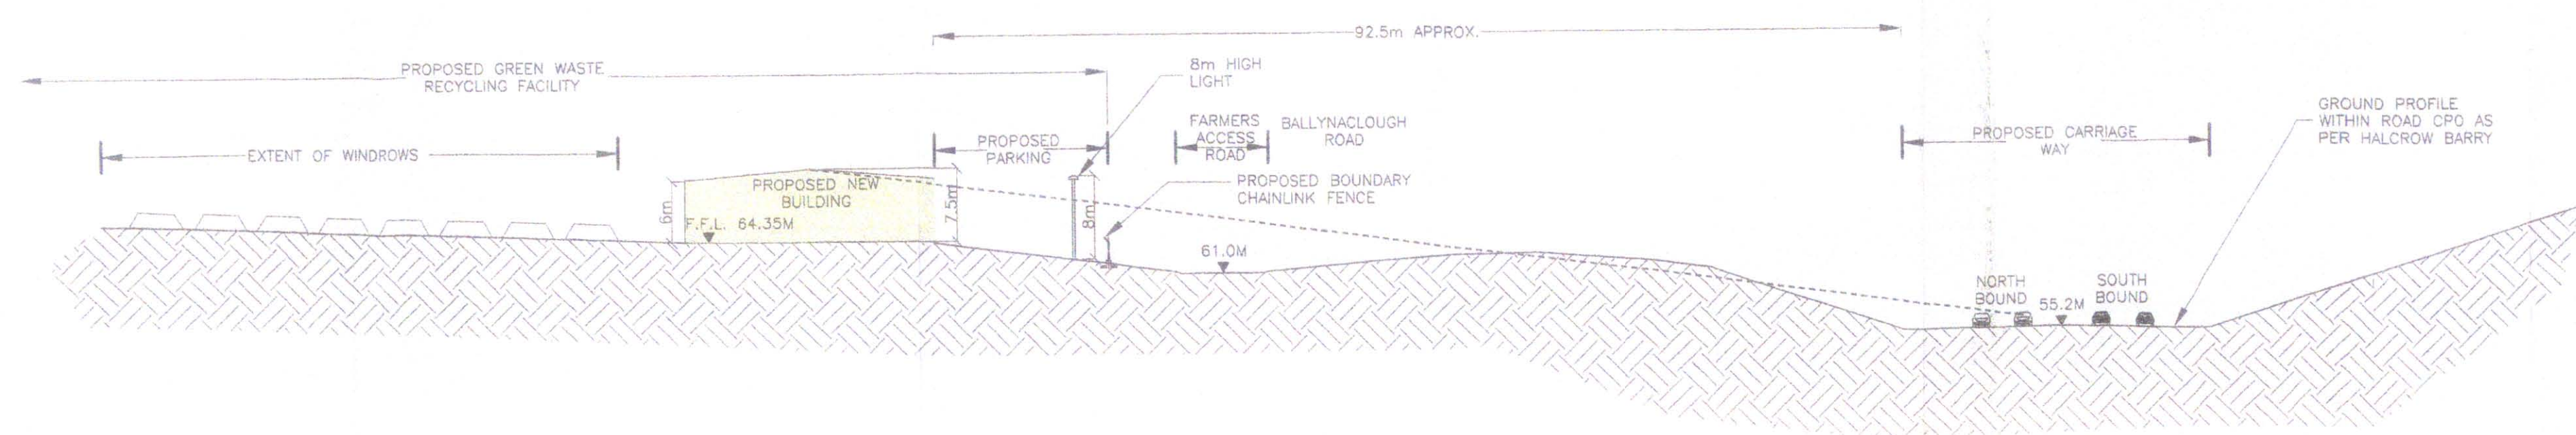 92.5m APPROX.
PROPOSED GREEN WASTE
RECYCLING FACILITY
8m HIGH
LIGHT
EXTENT OF WINDROWS
PROPOSED
PARKING
FARMERS
ACCESS
ROAD
BALLYNACLOUGH
ROAD
PROPOSED CARRIAGE
WAY
GROUND PROFILE
WITHIN ROAD CPO AS
PER HALCROW BARRY
PROPOSED NEW
BUILDING
6m
F.F.L. 64.35M
7.5m
8m
PROPOSED BOUNDARY
CHAINLINK FENCE
61.0M
NORTH
BOUND
55.2M
SOUTH
BOUND